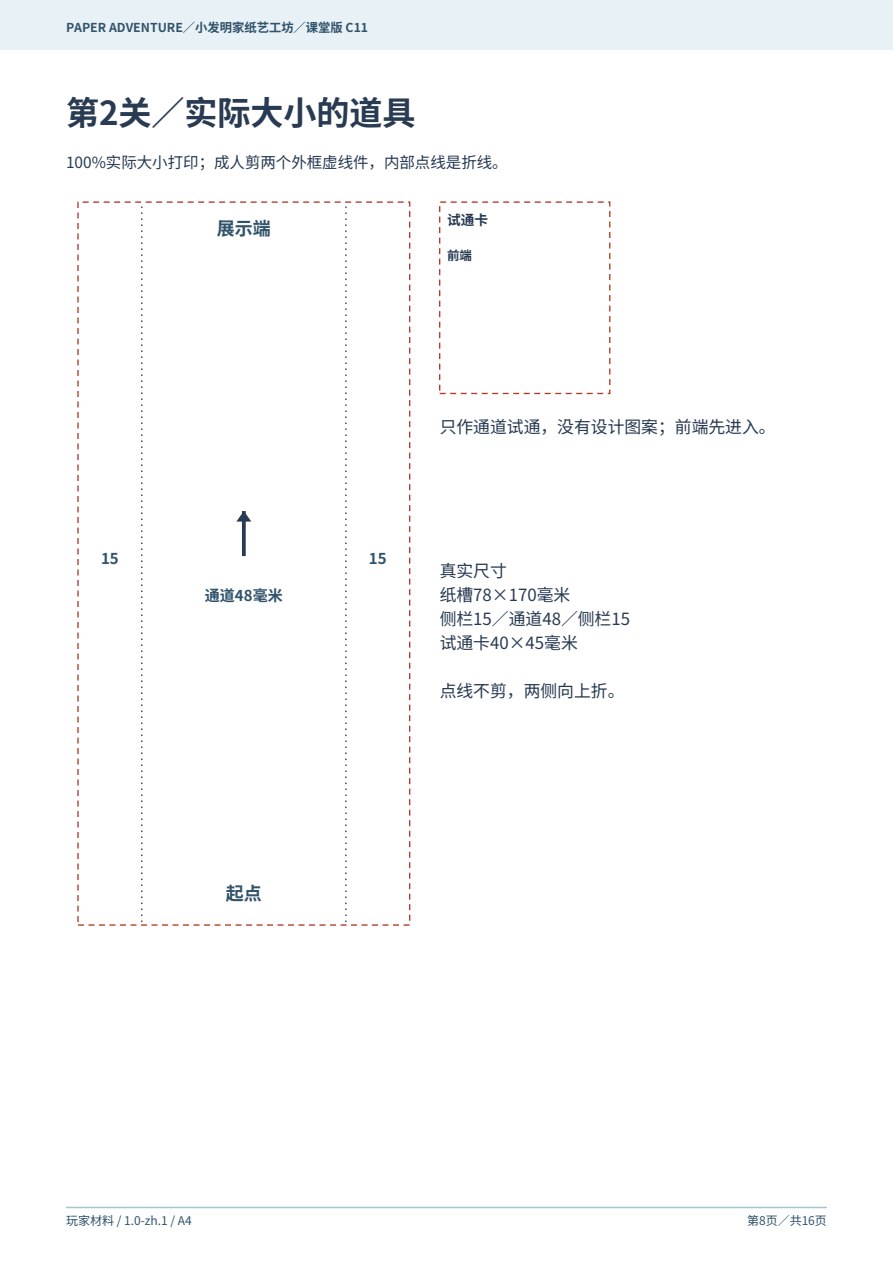 PAPER ADVENTURE／小发明家纸艺工坊／课堂版 C11
第2关／实际大小的道具
100%实际大小打印；成人剪两个外框虚线件，内部点线是折线。
展示端
15
15
通道48毫米
起点
试通卡
前端
只作通道试通，没有设计图案；前端先进入。
真实尺寸
纸槽78×170毫米
侧栏15／通道48／侧栏15
试通卡40×45毫米
点线不剪，两侧向上折。
玩家材料 / 1.0-zh.1 / A4
第8页／共16页